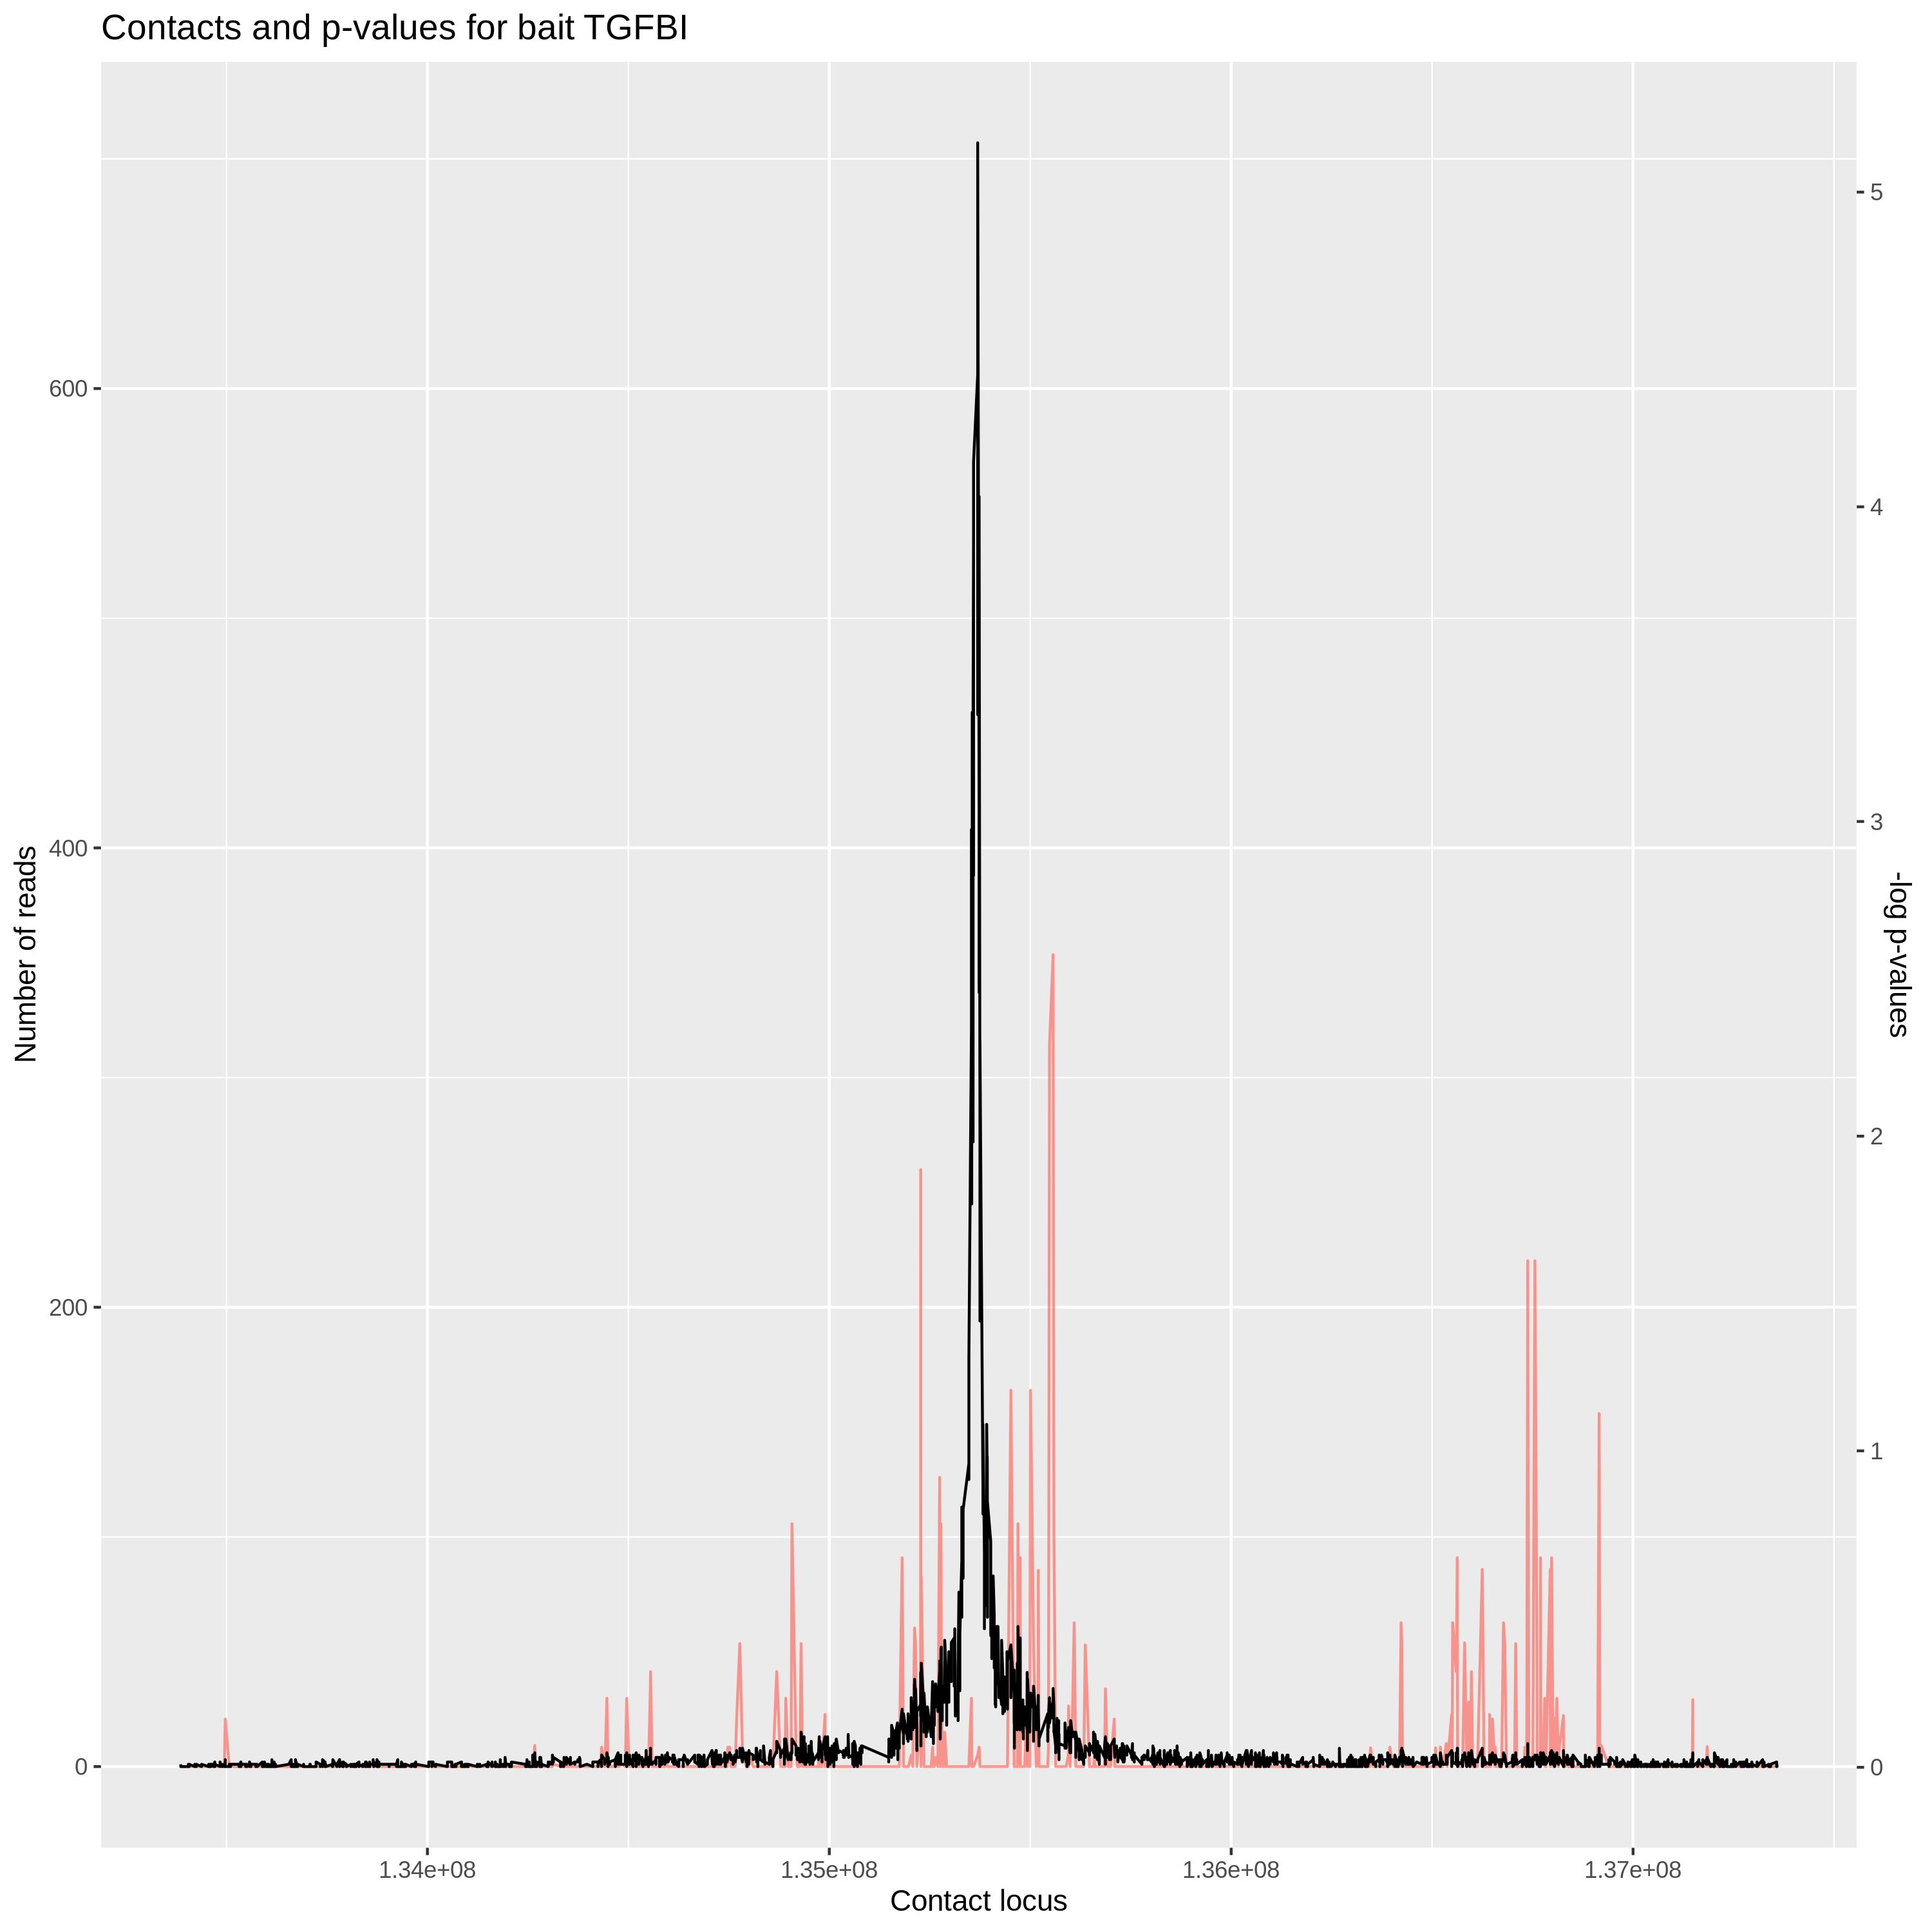 Contacts and p-values for bait TGFBI
Number of reads
600
400
200
0
5
4
3
2
1
0
-log p-values
1.34e+08 1.35e+08 1.36e+08 1.37e+08
Contact locus